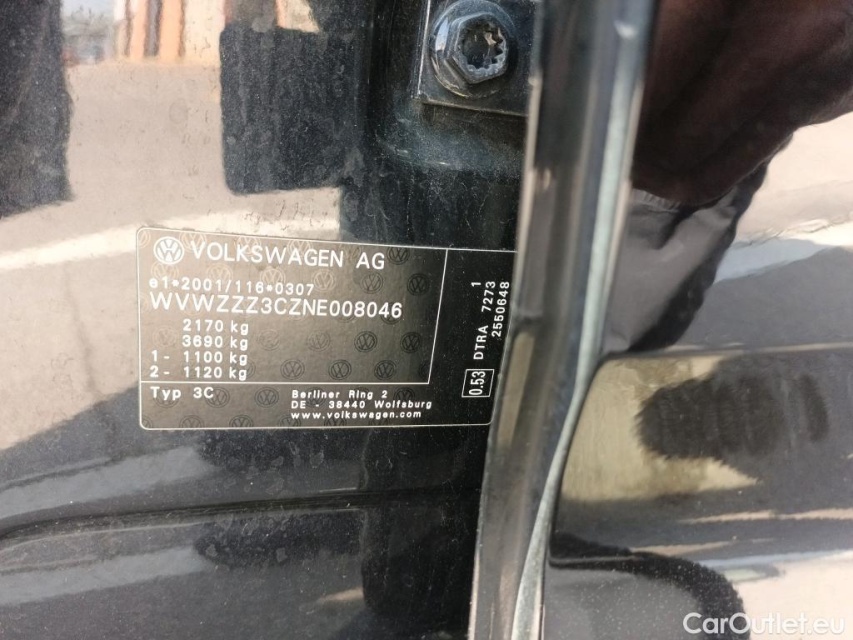 VOLKSWAGEN AG
e1*2001/116*0307
WVWZZZ3CZNE008046
2170 kg
3690 kg
1- 1100 kg
2- 1120 kg
Typ 3C
Berliner Ring 2
DE - 38440 Wolfsburg
www.volkswagen.com
0.53
DTRA 7273 1
2550648
CarOutlet.eu